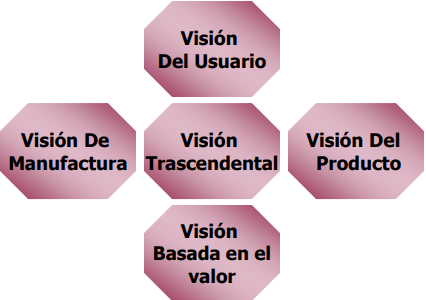 Visión
Del Usuario
Visión De
Manufactura
Visión
Trascendental
Visión Del
Producto
Visión
Basada en el
valor